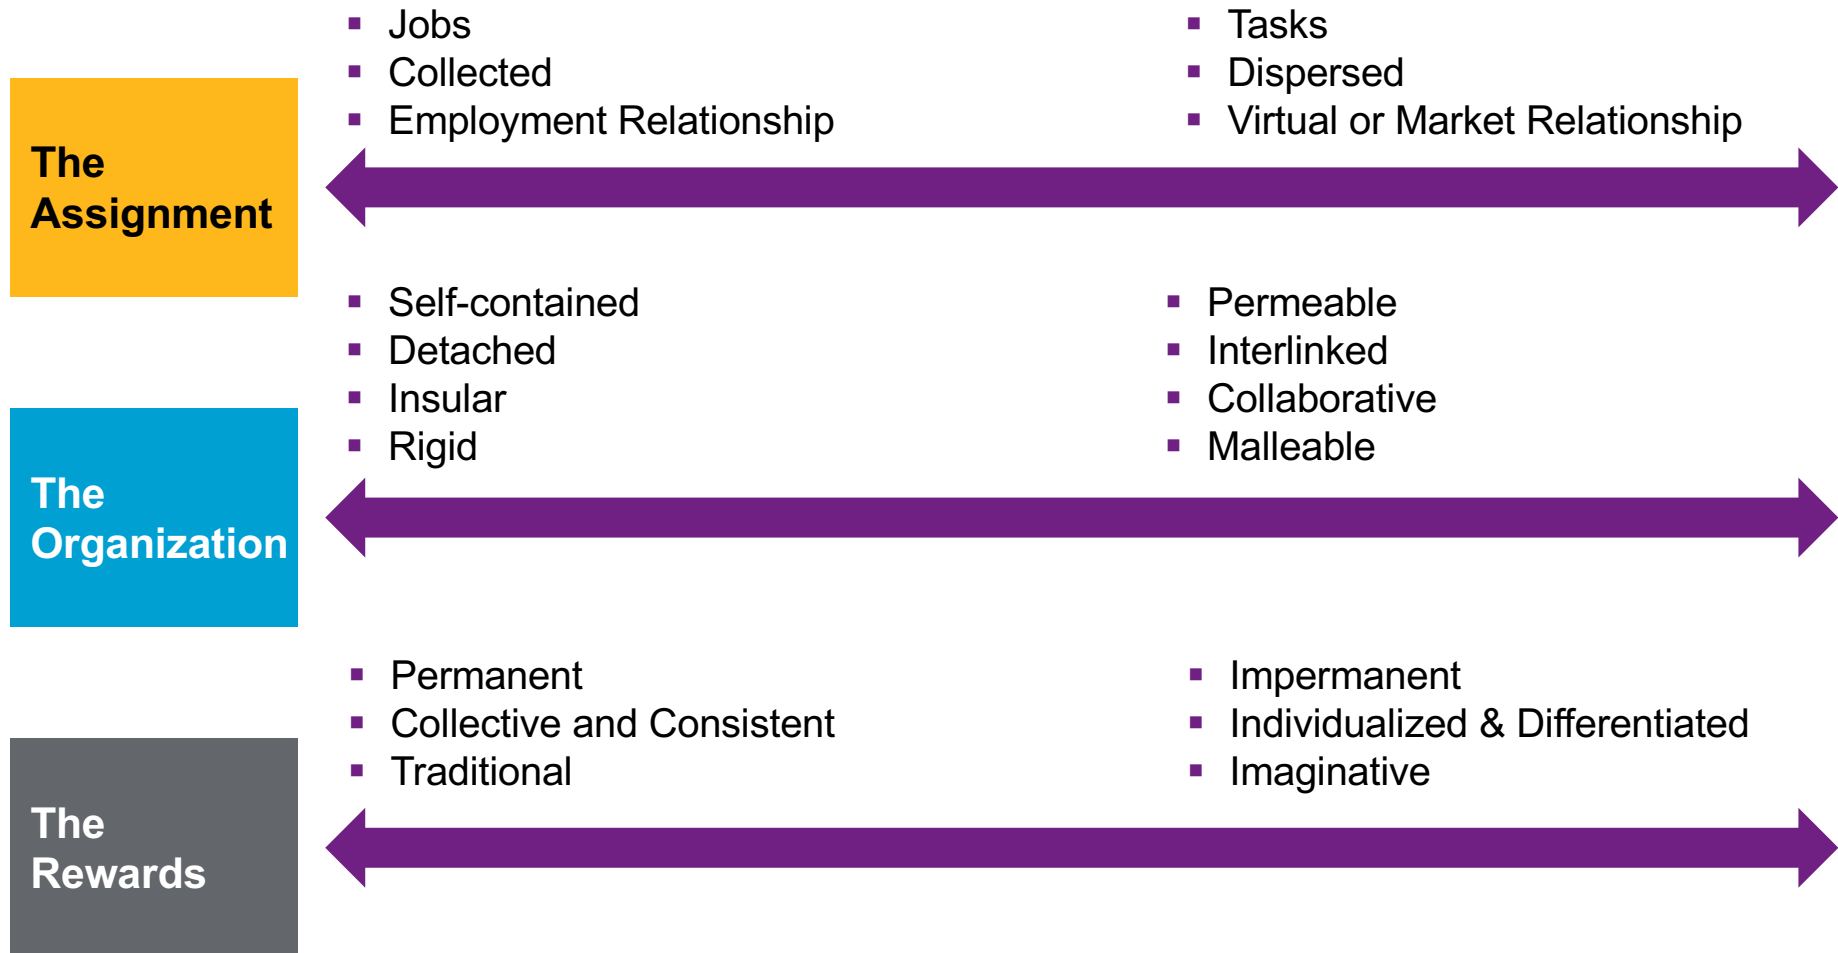 Jobs
Collected
Employment Relationship
Tasks
Dispersed
Virtual or Market Relationship
The
Assignment
Self-contained
Detached
Insular
Rigid
Permeable
Interlinked
Collaborative
Malleable
The
Organization
Permanent
Collective and Consistent
Traditional
Impermanent
Individualized & Differentiated
Imaginative
The
Rewards